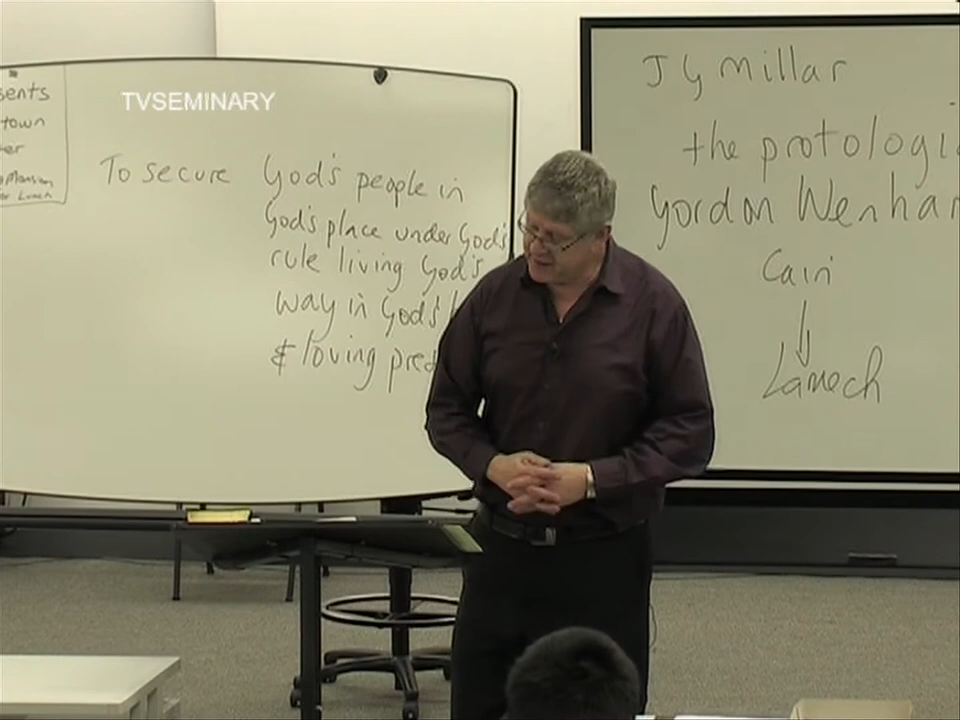 sents
town
TVSEMINARY
To secure God's people in
God's place under God's
rule living God's
way in God's
& loving pred
J G Millar
the protologi
Gordon Wenham
Cain
Lamech